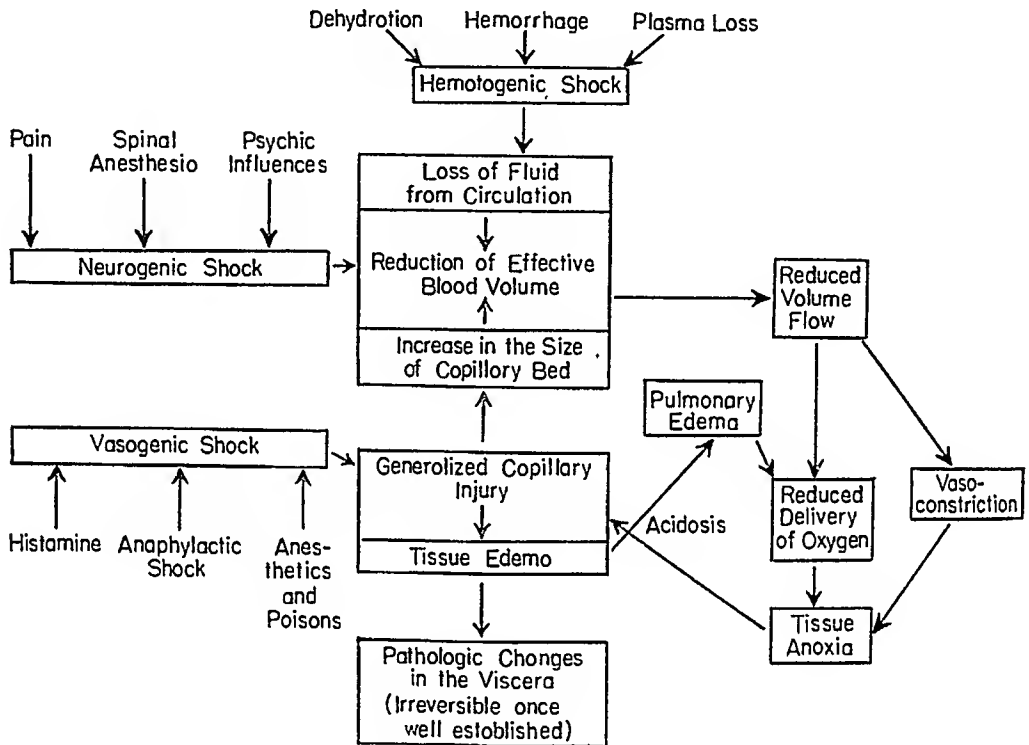 Dehydrotion
Hemorrhage
Plasma Loss
Hemotogenic Shock
Pain
Spinal
Anesthesio
Psychic
Influences
Loss of Fluid
from Circulation
Neurogenic Shock
Reduction of Effective
Blood Volume
Reduced
Volume
Flow
Increase in the Size
of Copillory Bed
Pulmonary
Edema
Vasogenic Shock
Generolized Copillary
Injury
Reduced
Delivery
of Oxygen
Vaso-
constriction
Acidosis
Histamine
Anaphylactic
Shock
Anes-
thetics
and
Poisons
Tissue Edemo
Tissue
Anoxia
Pathologic Chonges
in the Viscera
(Irreversible once
well estoblished)